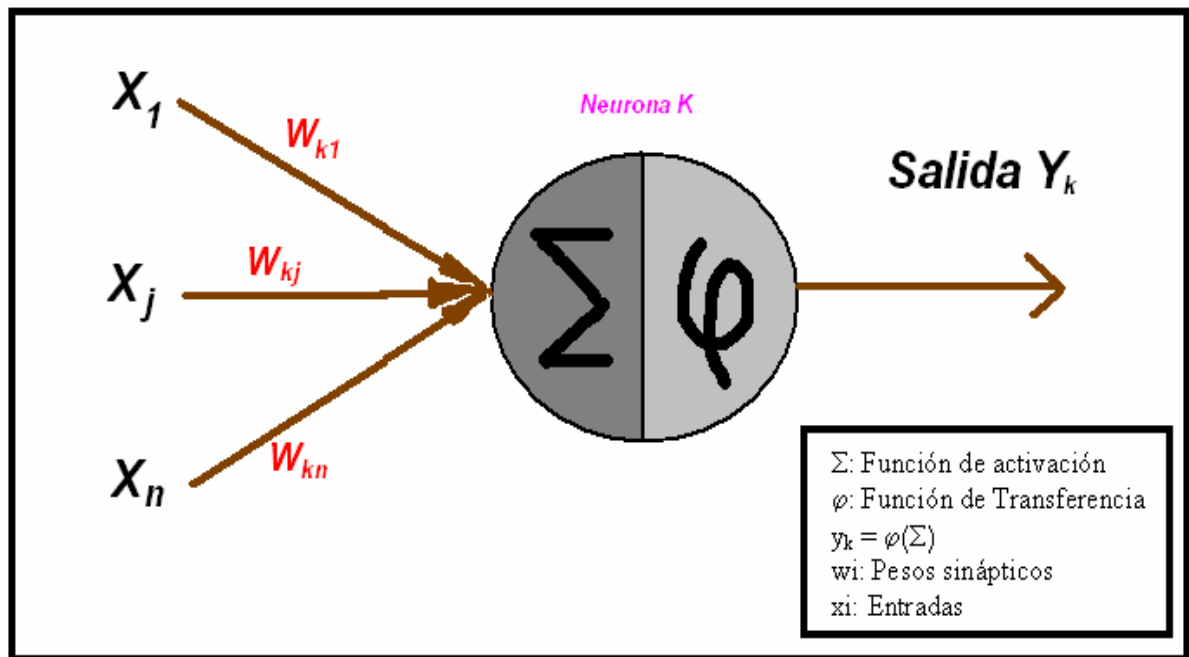 Neurona K
X1
Wk1
Xj
Wkj
Xn
Wkn
Σ φ
Salida Yk
Σ: Función de activación
φ: Función de Transferencia
yk = φ(Σ)
wi: Pesos sinápticos
xi: Entradas